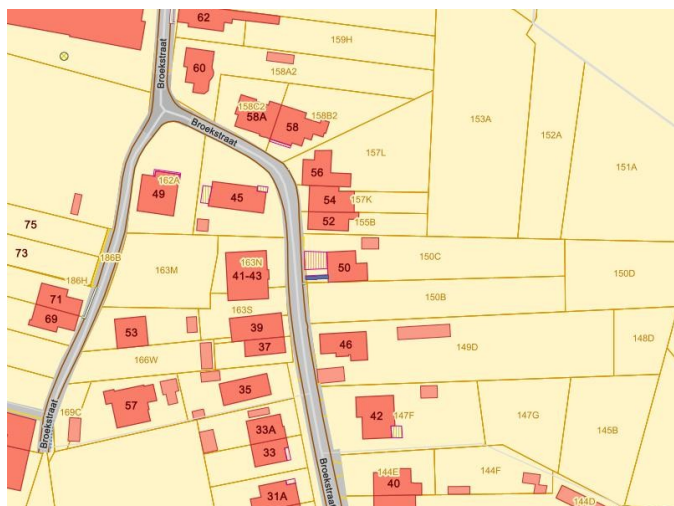 62
159H
Broekstraat
60
158A2
153A
152A
151A
158C2
58A
58
158B2
Broekstraat
157L
56
162A
49
45
54
157K
52
155B
75
73
186B
163M
163N
41-43
50
150C
150D
186H
71
69
150B
163S
39
37
53
46
149D
148D
166W
169C
57
35
42
147F
147G
145B
33A
33
Broekstraat
Broekstraat
31A
144E
40
144F
144D